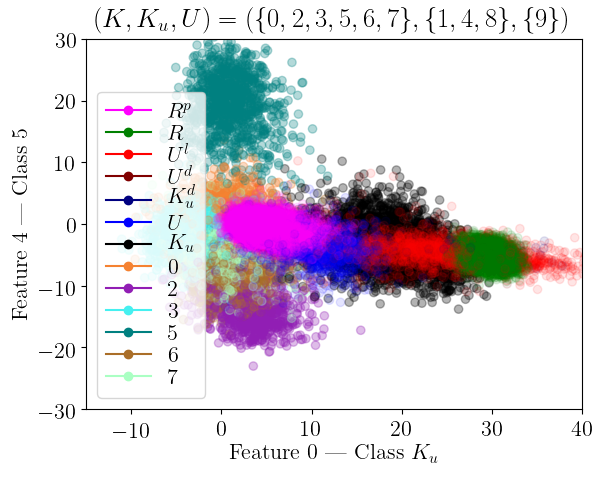 (K, K_u, U) = ({0, 2, 3, 5, 6, 7}, {1, 4, 8}, {9})
30
20
10
0
−10
−20
−30
Feature 4 — Class 5
R^p
R
U^l
U^d
K_u^d
U
K_u
0
2
3
5
6
7
−10 0 10 20 30 40
Feature 0 — Class K_u